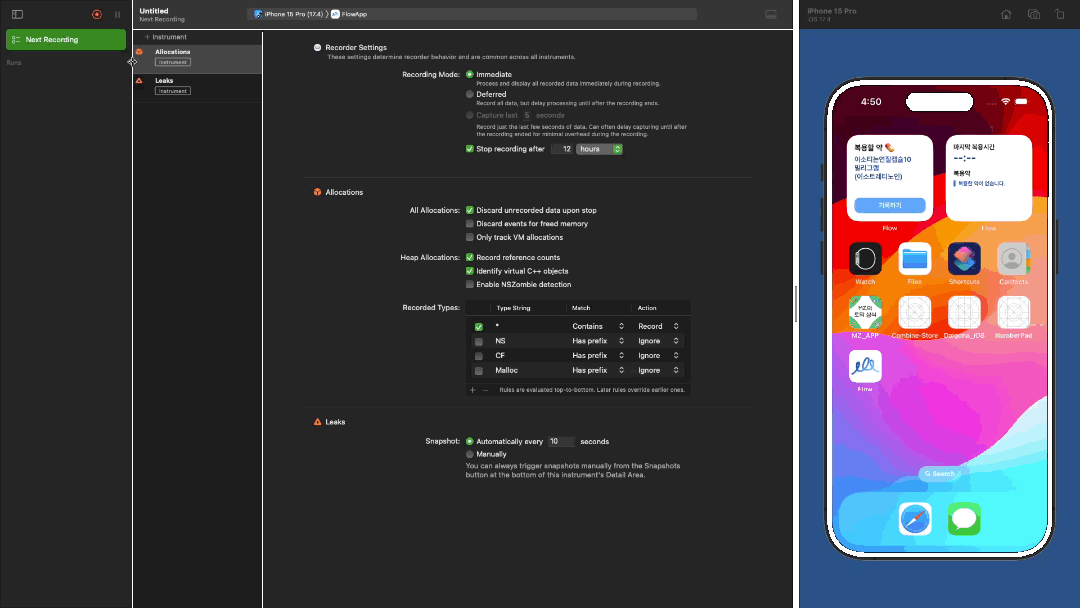 Next Recording
Runs
Untitled
Next Recording
iPhone 15 Pro (17.4) ⟩ FlowApp
+ Instrument
Allocations
Instrument
Leaks
Instrument
Recorder Settings
These settings determine recorder behavior and are common across all instruments.
Recording Mode: Immediate
Process and display all recorded data immediately during recording.
Deferred
Record all data, but delay processing until after the recording ends.
Capture last 5 seconds
Record just the last few seconds of data. Can often delay capturing until after
the recording ended for minimal overhead during the recording.
Stop recording after 12 hours
Allocations
All Allocations: Discard unrecorded data upon stop
Discard events for freed memory
Only track VM allocations
Heap Allocations: Record reference counts
Identify virtual C++ objects
Enable NSZombie detection
Recorded Types: Type String Match Action
* Contains Record
NS Has prefix Ignore
CF Has prefix Ignore
Malloc Has prefix Ignore
+ − Rules are evaluated top-to-bottom. Later rules override earlier ones.
Leaks
Snapshot: Automatically every 10 seconds
Manually
You can always trigger snapshots manually from the Snapshots
button at the bottom of this instrument's Detail Area.
iPhone 15 Pro
iOS 17.4
4:50
복용할 약
이소티논연질캡슐10
밀리그램
(이소트레티노인)
기록하기
Flow
마지막 복용시간
--:--
복용약
복용한 약이 없습니다.
Flow
Watch Files Shortcuts Contacts
MZ의
토막 상식
MZ_APP Combine-Store Dalgona_iOS NumberPad
Flow
Search